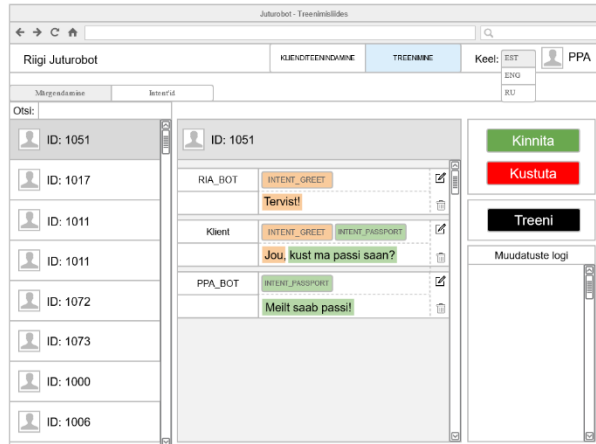 Juturobot - Treenimisliides
Riigi Juturobot
KLIENDITEENINDAMINE
TREENIMINE
Keel:
EST
ENG
RU
PPA
Märgendamine
Intent'id
Otsi:
ID: 1051
ID: 1017
ID: 1011
ID: 1011
ID: 1072
ID: 1073
ID: 1000
ID: 1006
ID: 1051
RIA_BOT
INTENT_GREET
Tervist!
Klient
INTENT_GREET
INTENT_PASSPORT
Jou, kust ma passi saan?
PPA_BOT
INTENT_PASSPORT
Meilt saab passi!
Kinnita
Kustuta
Treeni
Muudatuste logi